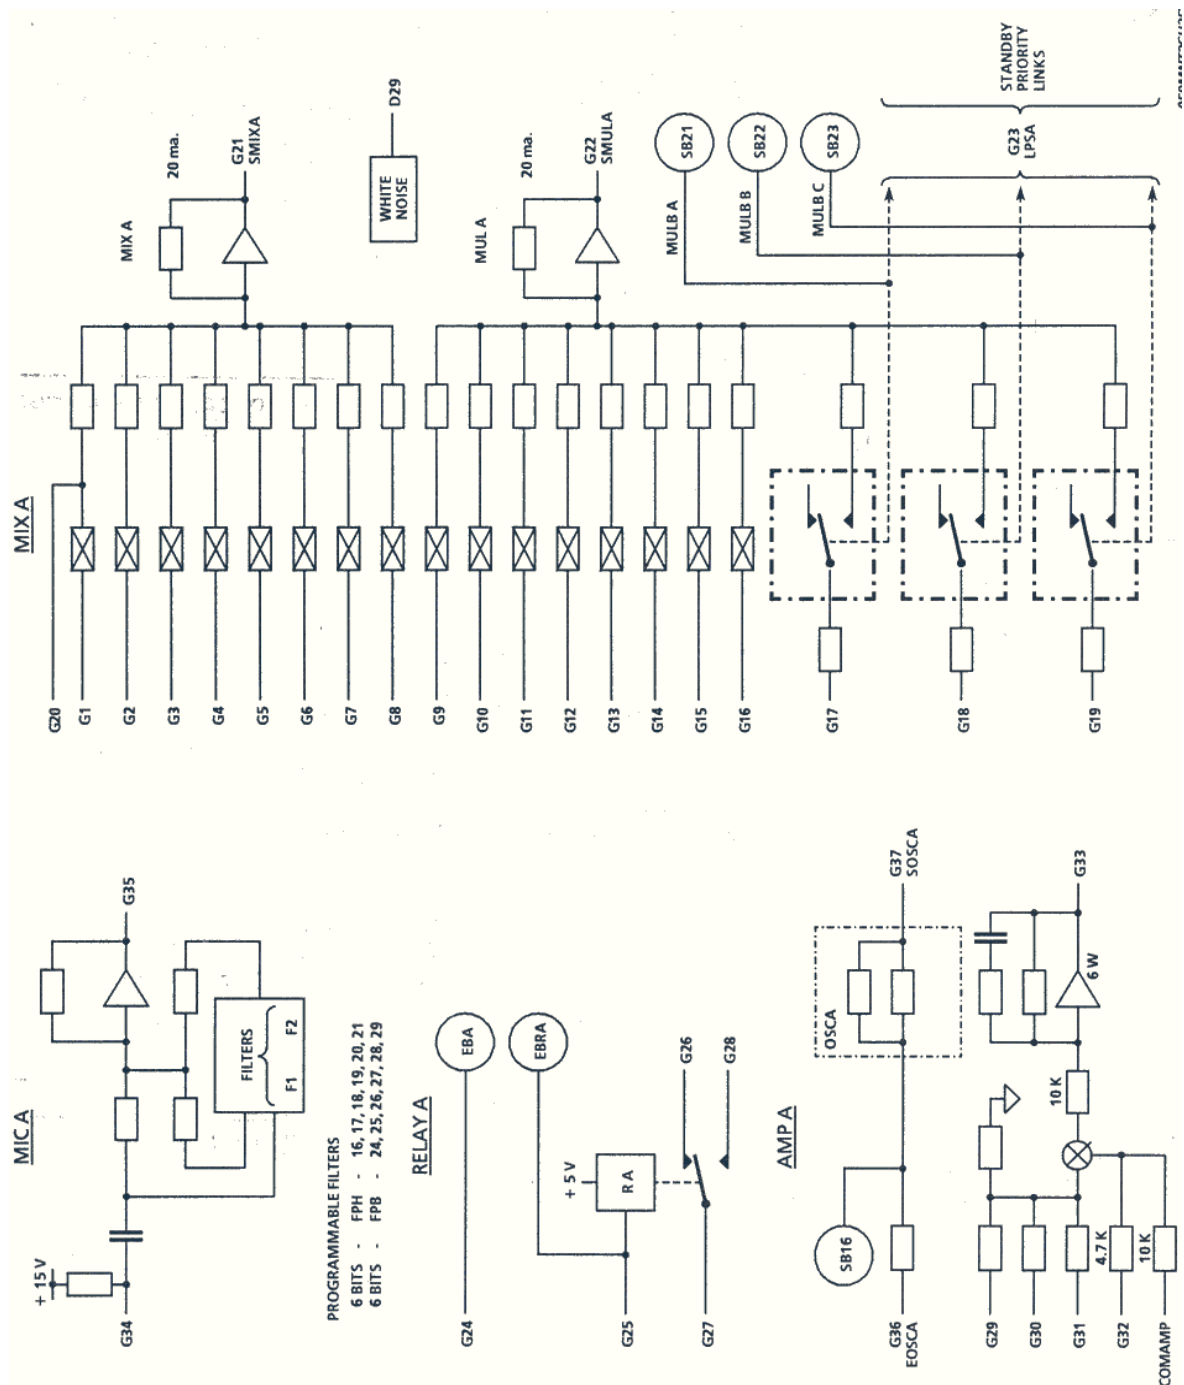 MIC A
+ 15 V
G34
G35
FILTERS
F1 F2
PROGRAMMABLE FILTERS
6 BITS - FPH - 16, 17, 18, 19, 20, 21
6 BITS - FPB - 24, 25, 26, 27, 28, 29
RELAY A
G24
EBA
EBRA
+ 5 V
R A
G25
G26
G27
G28
AMP A
SB16
G36
EOSCA
OSCA
G37
SOSCA
G29
G30
G31
G32
COMAMP
4.7 K
10 K
10 K
6 W
G33
MIX A
G20
G1
G2
G3
G4
G5
G6
G7
G8
G9
G10
G11
G12
G13
G14
G15
G16
G17
G18
G19
MIX A
20 ma.
G21
SMIXA
WHITE
NOISE
D29
MUL A
20 ma.
G22
SMULA
MULB A
SB21
MULB B
SB22
MULB C
SB23
G23
LPSA
STANDBY
PRIORITY
LINKS